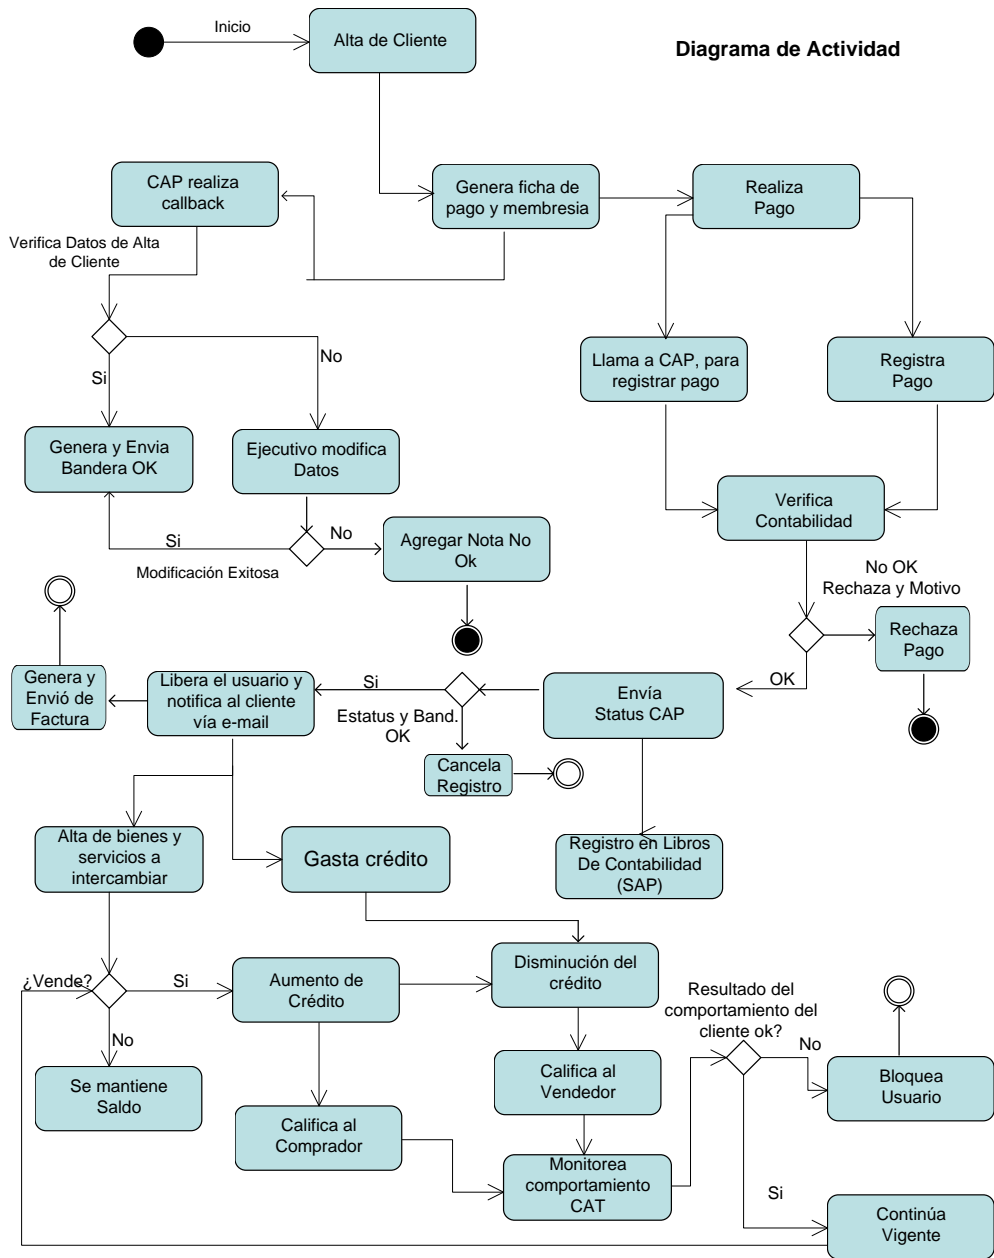 Inicio
Alta de Cliente
Diagrama de Actividad
CAP realiza
callback
Genera ficha de
pago y membresia
Realiza
Pago
Verifica Datos de Alta
de Cliente
No
Si
Llama a CAP, para
registrar pago
Registra
Pago
Genera y Envia
Bandera OK
Ejecutivo modifica
Datos
Verifica
Contabilidad
Si
No
Modificación Exitosa
Agregar Nota No
Ok
No OK
Rechaza y Motivo
Rechaza
Pago
OK
Genera y
Envió de
Factura
Libera el usuario y
notifica al cliente
vía e-mail
Si
Estatus y Band.
OK
Envía
Status CAP
Cancela
Registro
Alta de bienes y
servicios a
intercambiar
Gasta crédito
Registro en Libros
De Contabilidad
(SAP)
¿Vende?
Si
Aumento de
Crédito
Disminución del
crédito
Resultado del
comportamiento del
cliente ok?
No
No
Se mantiene
Saldo
Califica al
Vendedor
Bloquea
Usuario
Califica al
Comprador
Monitorea
comportamiento
CAT
Si
Continúa
Vigente